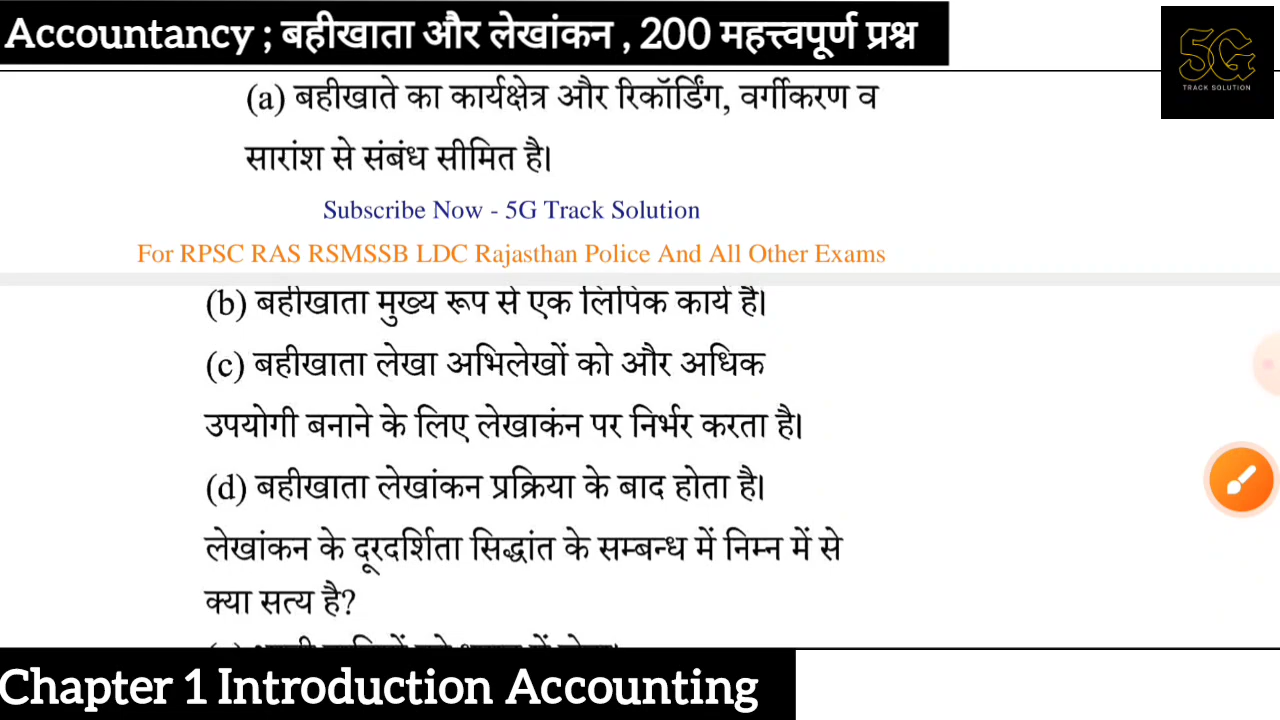 Accountancy ; बहीखाता और लेखांकन , 200 महत्त्वपूर्ण प्रश्न
5G
TRACK SOLUTION
(a) बहीखाते का कार्यक्षेत्र और रिकॉर्डिंग, वर्गीकरण व
सारांश से संबंध सीमित है।
Subscribe Now - 5G Track Solution
For RPSC RAS RSMSSB LDC Rajasthan Police And All Other Exams
(b) बहीखाता मुख्य रूप से एक लिपिक कार्य है।
(c) बहीखाता लेखा अभिलेखों को और अधिक
उपयोगी बनाने के लिए लेखाकंन पर निर्भर करता है।
(d) बहीखाता लेखांकन प्रक्रिया के बाद होता है।
लेखांकन के दूरदर्शिता सिद्धांत के सम्बन्ध में निम्न में से
क्या सत्य है?
Chapter 1 Introduction Accounting